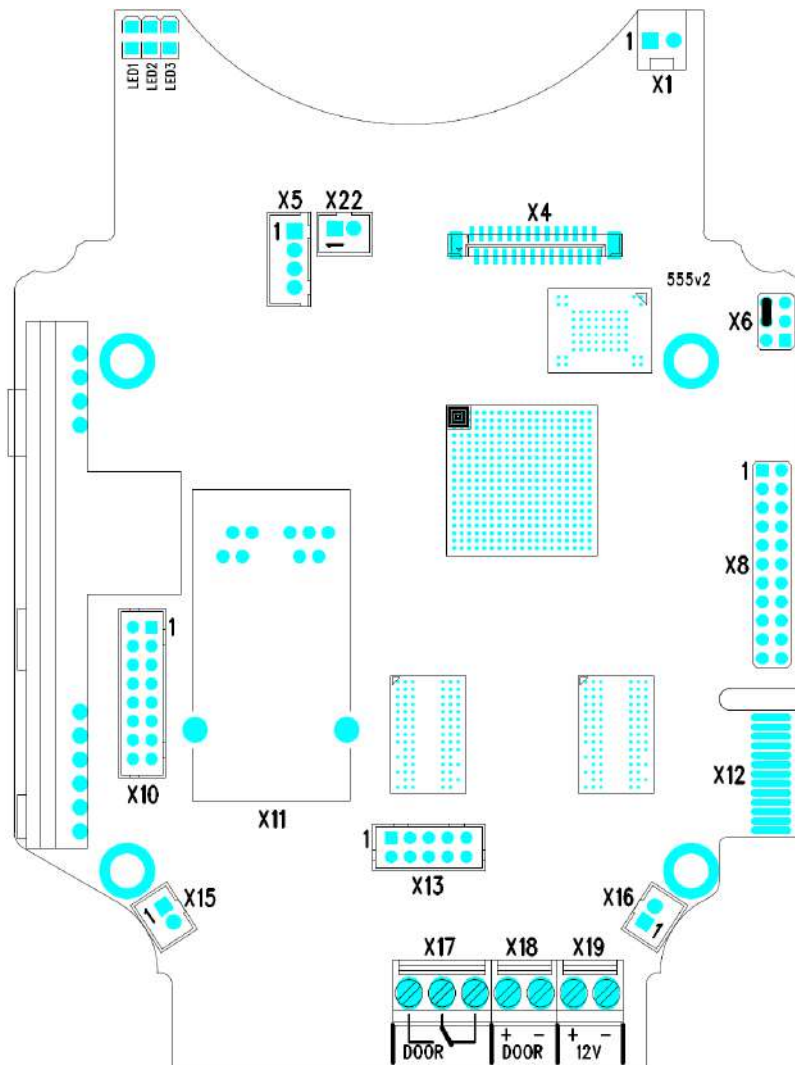 LED1 LED2 LED3
1
X1
X5 X22
1
1
X4
555v2
X6
1
X8
1
X10
X11
X12
1
X13
X15
1
X16
1
X17 X18 X19
+ - + -
DOOR DOOR 12V